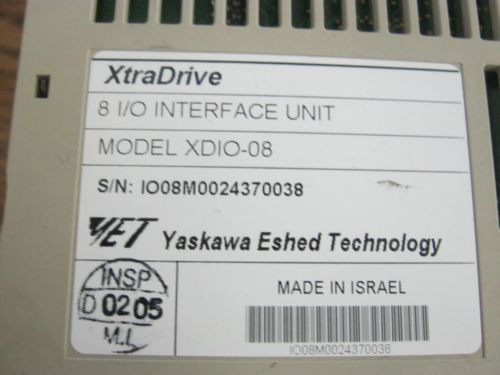 XtraDrive
8 I/O INTERFACE UNIT
MODEL XDIO-08
S/N: IO08M0024370038
YET Yaskawa Eshed Technology
INSP
D 02 05
M.L
MADE IN ISRAEL
IO08M0024370038